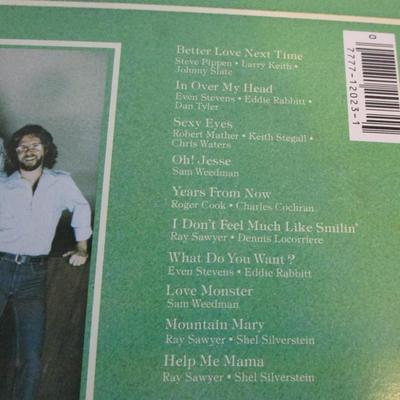 Better Love Next Time
Steve Pippen • Larry Keith •
Johnny Slate
In Over My Head
Even Stevens • Eddie Rabbitt •
Dan Tyler
Sexy Eyes
Robert Mather • Keith Stegall •
Chris Waters
Oh! Jesse
Sam Weedman
Years From Now
Roger Cook • Charles Cochran
I Don't Feel Much Like Smilin'
Ray Sawyer • Dennis Locorriere
What Do You Want?
Even Stevens • Eddie Rabbitt
Love Monster
Sam Weedman
Mountain Mary
Ray Sawyer • Shel Silverstein
Help Me Mama
Ray Sawyer • Shel Silverstein
0
7777-12023-1